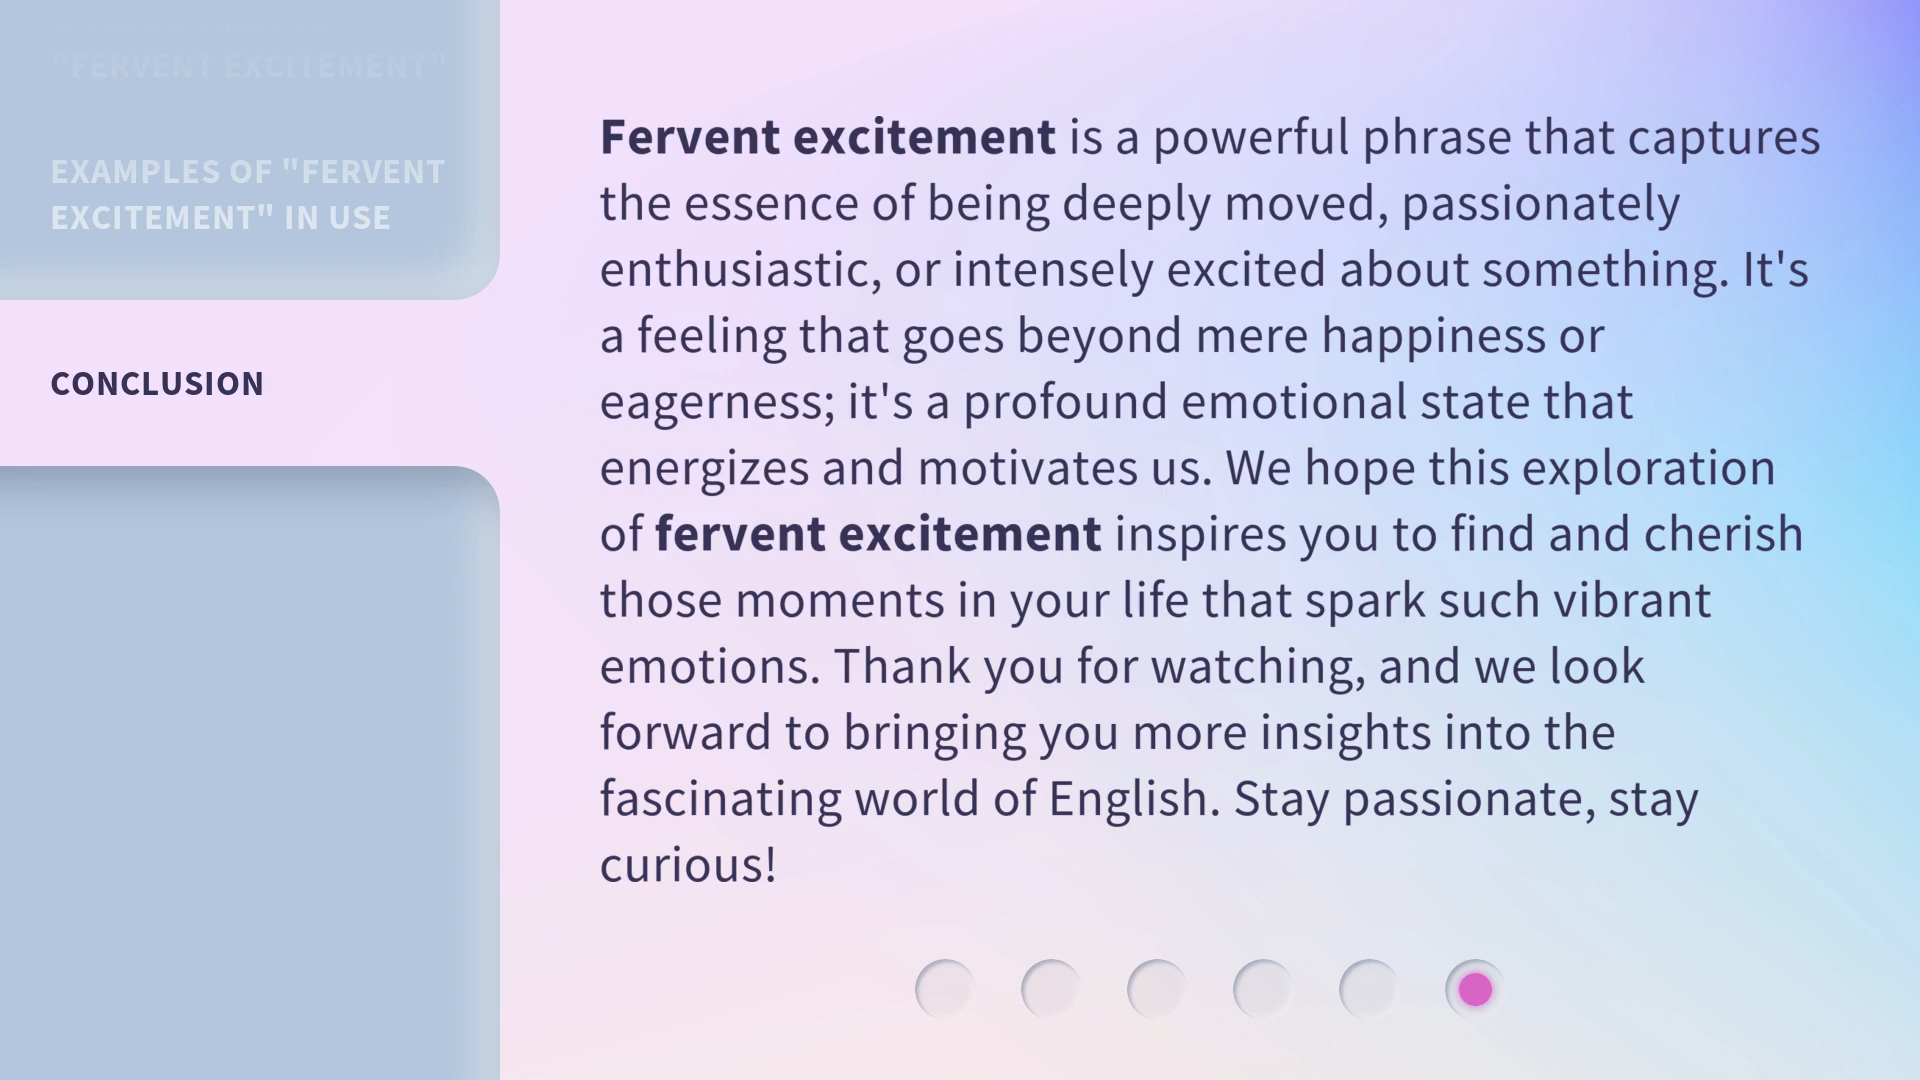 "FERVENT EXCITEMENT"
EXAMPLES OF "FERVENT
EXCITEMENT" IN USE
CONCLUSION
Fervent excitement is a powerful phrase that captures
the essence of being deeply moved, passionately
enthusiastic, or intensely excited about something. It's
a feeling that goes beyond mere happiness or
eagerness; it's a profound emotional state that
energizes and motivates us. We hope this exploration
of fervent excitement inspires you to find and cherish
those moments in your life that spark such vibrant
emotions. Thank you for watching, and we look
forward to bringing you more insights into the
fascinating world of English. Stay passionate, stay
curious!